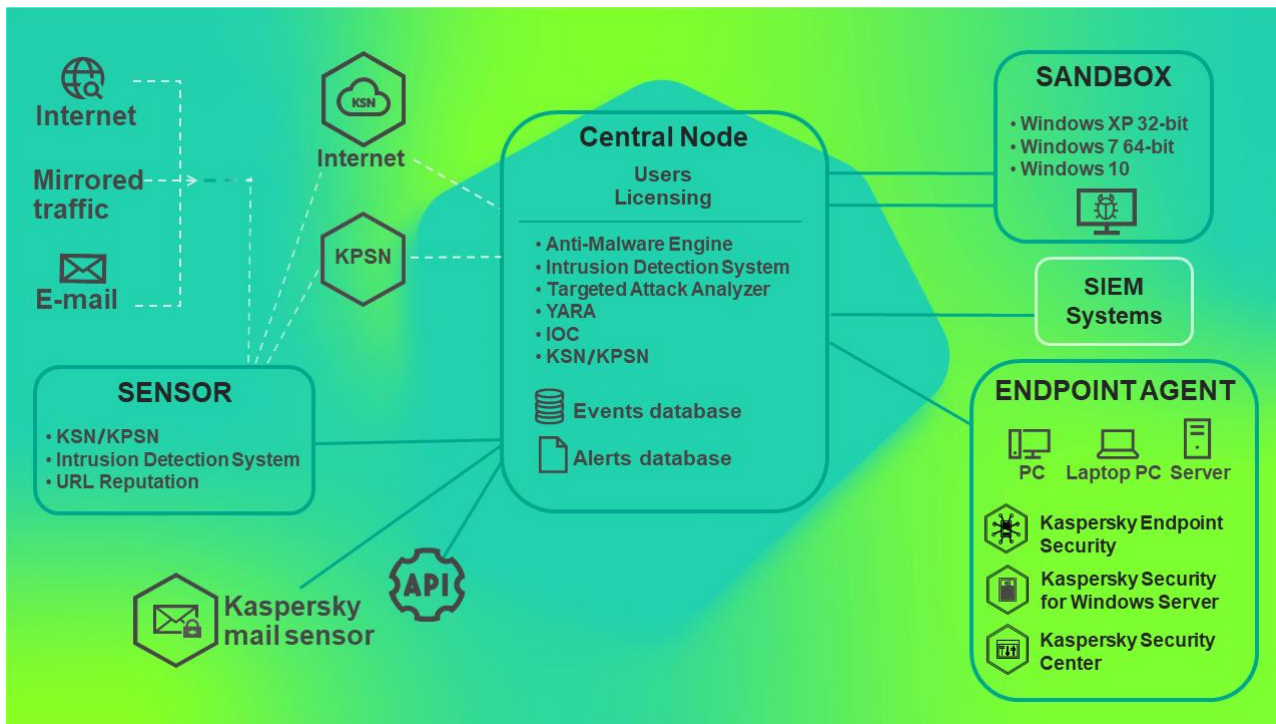 Internet
Mirrored
traffic
E-mail
KSN
Internet
KPSN
SENSOR
• KSN/KPSN
• Intrusion Detection System
• URL Reputation
Kaspersky
mail sensor
API
Central Node
Users
Licensing
• Anti-Malware Engine
• Intrusion Detection System
• Targeted Attack Analyzer
• YARA
• IOC
• KSN/KPSN
Events database
Alerts database
SANDBOX
• Windows XP 32-bit
• Windows 7 64-bit
• Windows 10
SIEM
Systems
ENDPOINT AGENT
PC Laptop PC Server
Kaspersky Endpoint
Security
Kaspersky Security
for Windows Server
Kaspersky Security
Center